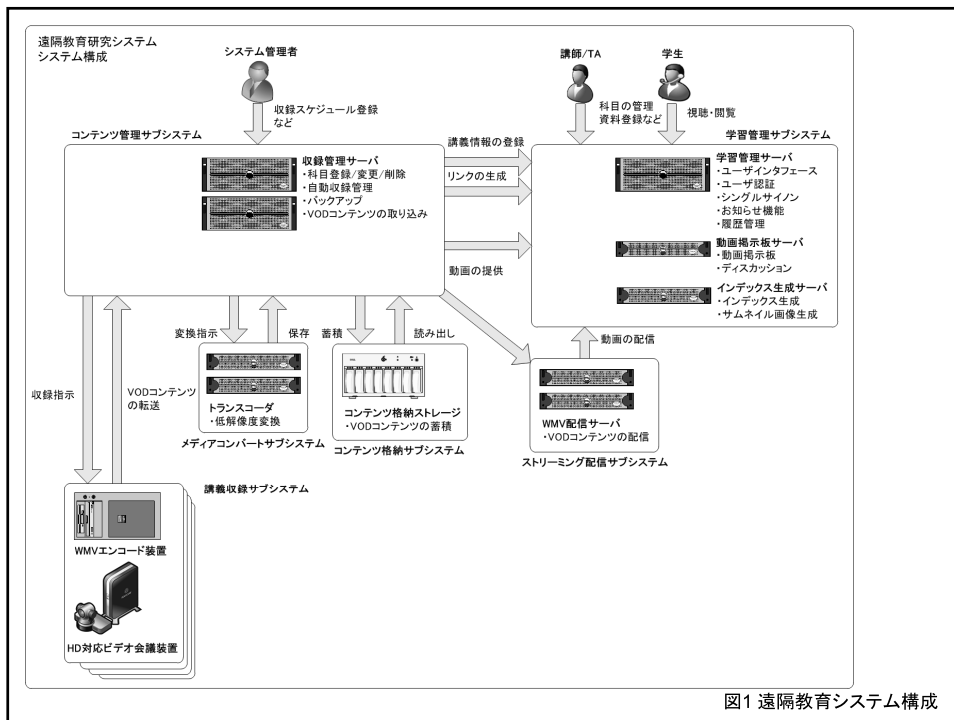 遠隔教育研究システム
システム構成
システム管理者
収録スケジュール登録
など
講師/TA
科目の管理
資料登録など
学生
視聴・閲覧
コンテンツ管理サブシステム
収録管理サーバ
・科目登録/変更/削除
・自動収録管理
・バックアップ
・VODコンテンツの取り込み
講義情報の登録
リンクの生成
動画の提供
学習管理サブシステム
学習管理サーバ
・ユーザインタフェース
・ユーザ認証
・シングルサイノン
・お知らせ機能
・履歴管理
動画掲示板サーバ
・動画掲示板
・ディスカッション
インデックス生成サーバ
・インデックス生成
・サムネイル画像生成
収録指示
VODコンテンツ
の転送
変換指示
保存
トランスコーダ
・低解像度変換
メディアコンバートサブシステム
蓄積
読み出し
コンテンツ格納ストレージ
・VODコンテンツの蓄積
コンテンツ格納サブシステム
動画の配信
WMV配信サーバ
・VODコンテンツの配信
ストリーミング配信サブシステム
講義収録サブシステム
WMVエンコード装置
HD対応ビデオ会議装置
図1 遠隔教育システム構成